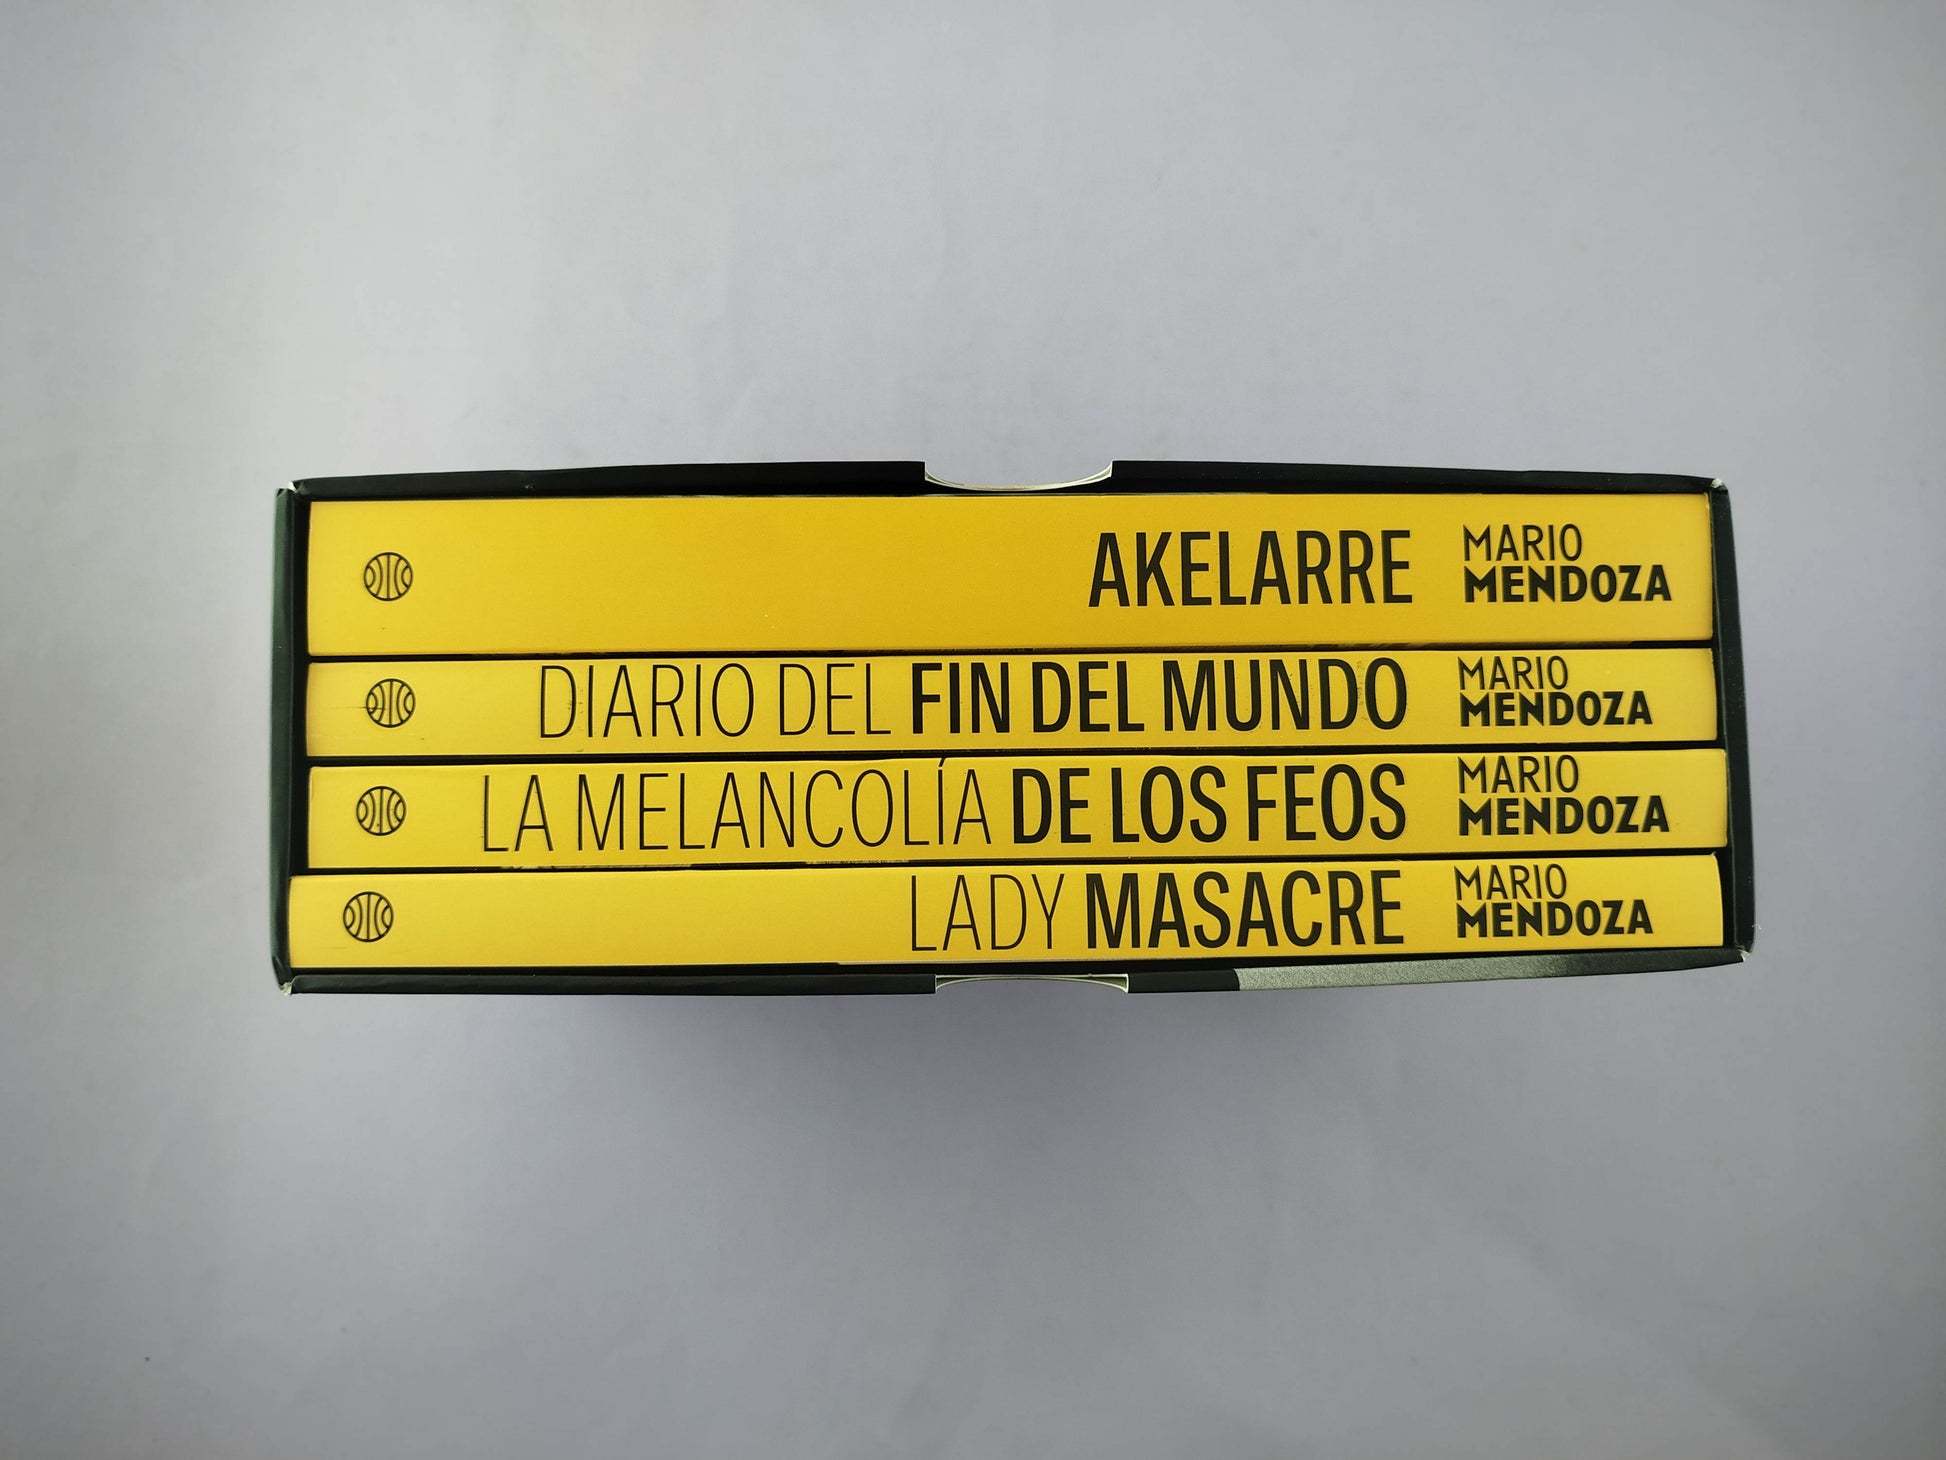 AKELARRE MARIO MENDOZA
DIARIO DEL FIN DEL MUNDO MARIO MENDOZA
LA MELANCOLÍA DE LOS FEOS MARIO MENDOZA
LADY MASACRE MARIO MENDOZA